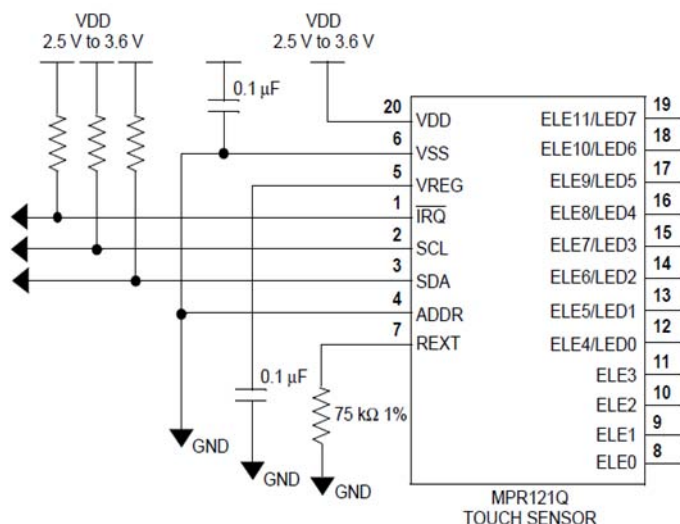 VDD
2.5 V to 3.6 V
VDD
2.5 V to 3.6 V
0.1 µF
20
VDD
6
VSS
5
VREG
1
IRQ
2
SCL
3
SDA
4
ADDR
7
REXT
0.1 µF
75 kΩ 1%
GND
GND
GND
19
ELE11/LED7
18
ELE10/LED6
17
ELE9/LED5
16
ELE8/LED4
15
ELE7/LED3
14
ELE6/LED2
13
ELE5/LED1
12
ELE4/LED0
11
ELE3
10
ELE2
9
ELE1
8
ELE0
MPR121Q
TOUCH SENSOR